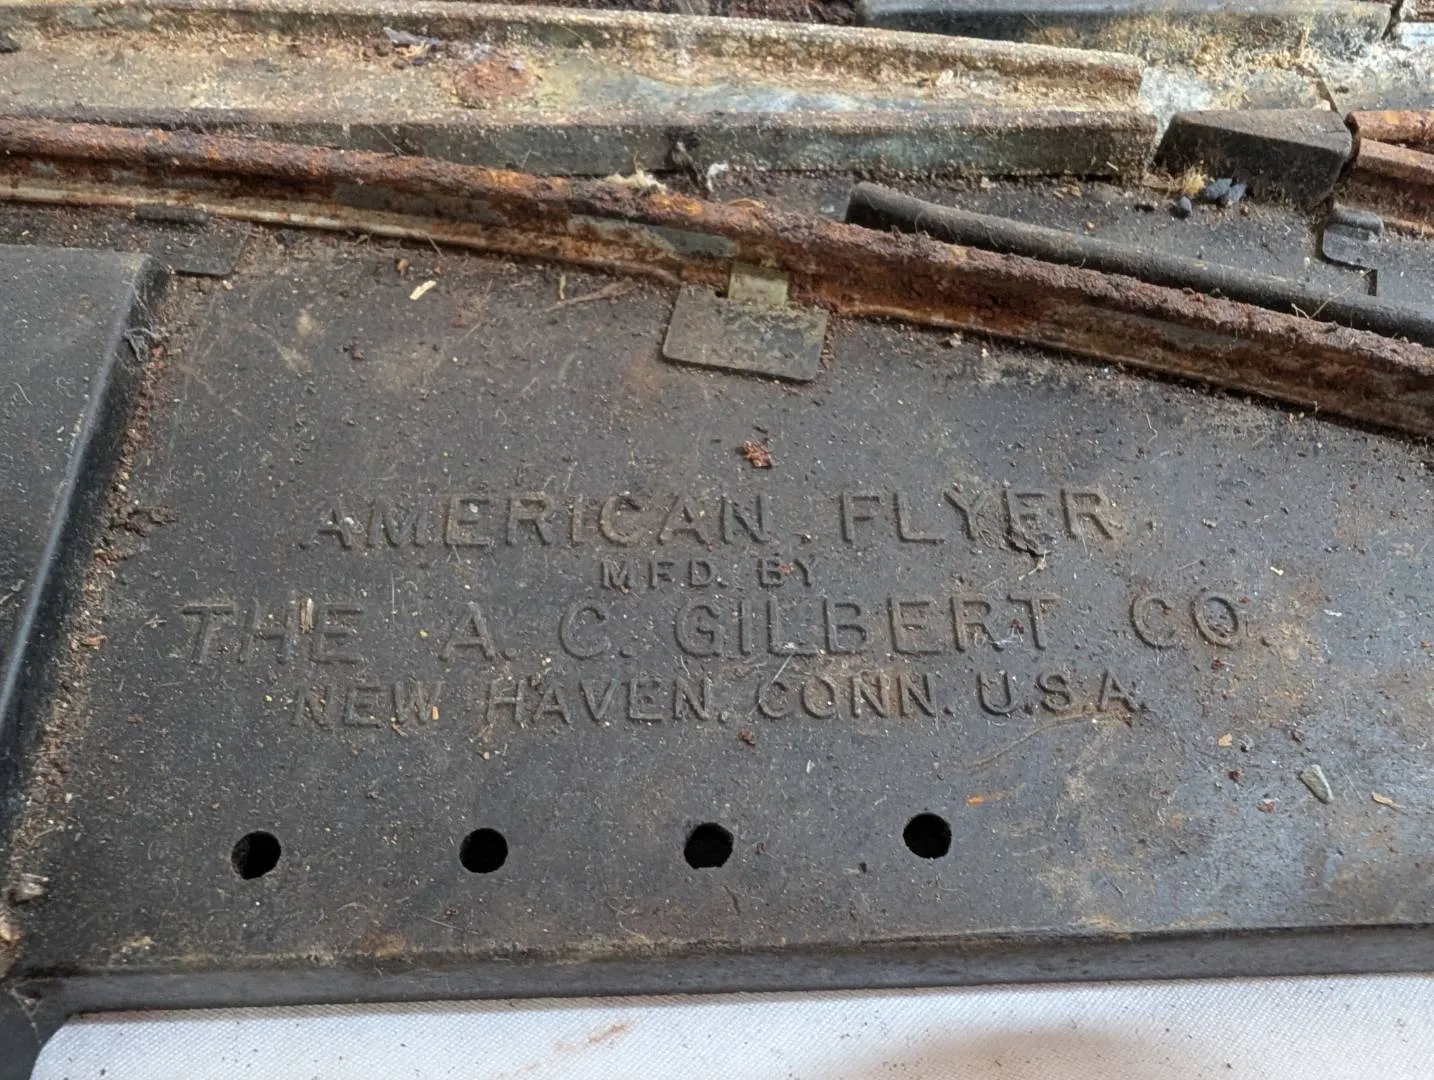 AMERICAN FLYER
MFD. BY
THE A. C. GILBERT CO.
NEW HAVEN, CONN. U.S.A.